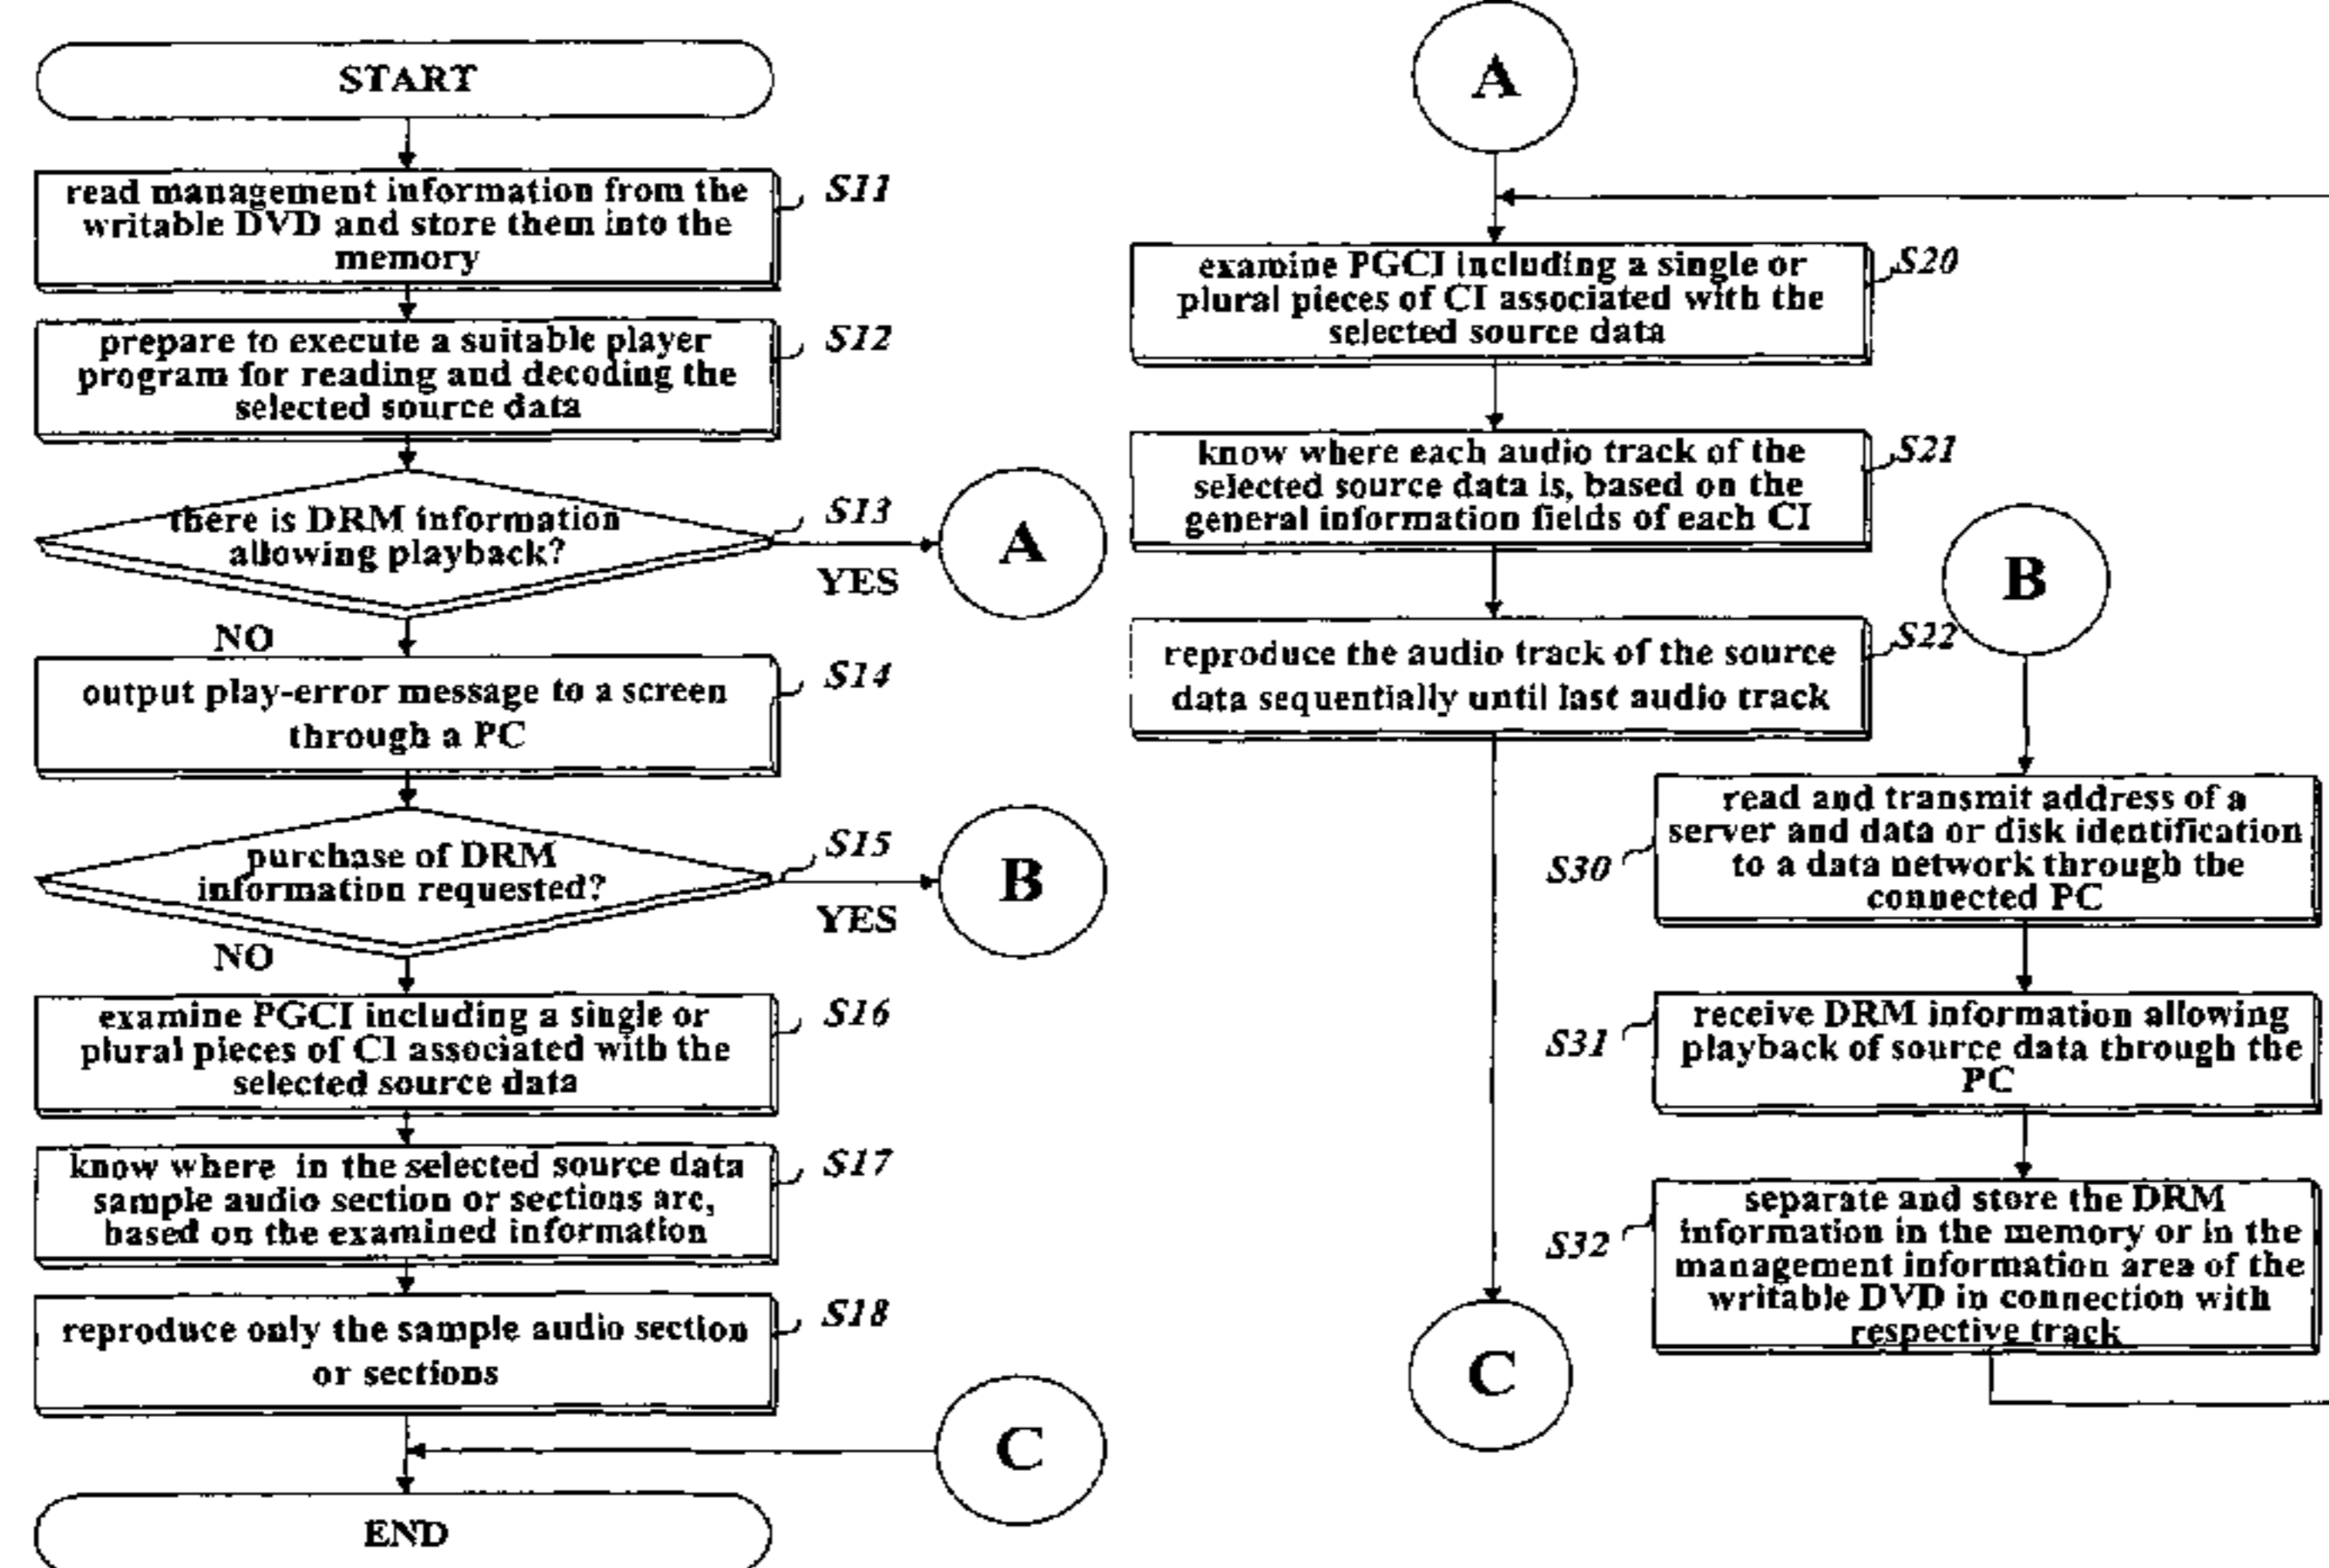 START
read management information from the
writable DVD and store them into the
memory
S11
prepare to execute a suitable player
program for reading and decoding the
selected source data
S12
there is DRM information
allowing playback?
S13
YES
A
NO
output play-error message to a screen
through a PC
S14
purchase of DRM
information requested?
S15
YES
B
NO
examine PGCI including a single or
plural pieces of CI associated with the
selected source data
S16
know where in the selected source data
sample audio section or sections are,
based on the examined information
S17
reproduce only the sample audio section
or sections
S18
C
END
A
examine PGCI including a single or
plural pieces of CI associated with the
selected source data
S20
know where each audio track of the
selected source data is, based on the
general information fields of each CI
S21
reproduce the audio track of the source
data sequentially until last audio track
S22
C
B
read and transmit address of a
server and data or disk identification
to a data network through the
connected PC
S30
receive DRM information allowing
playback of source data through the
PC
S31
separate and store the DRM
information in the memory or in the
management information area of the
writable DVD in connection with
respective track
S32